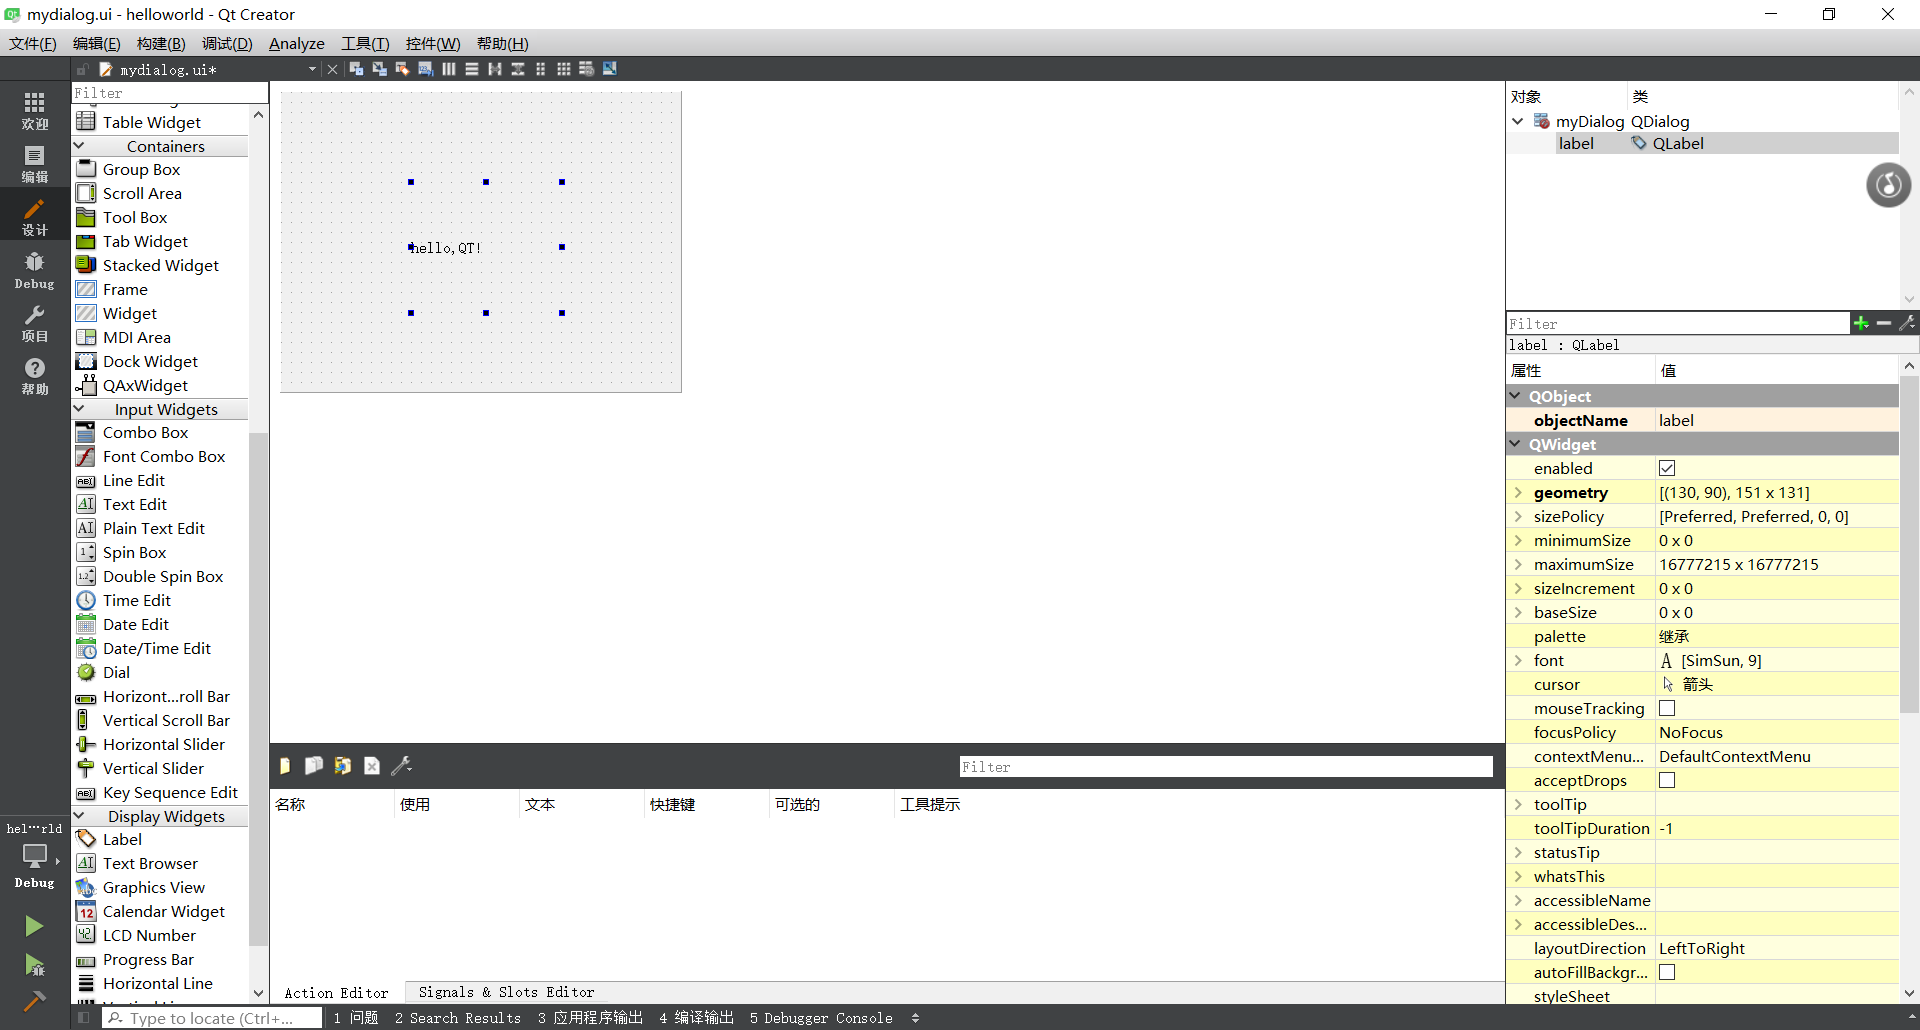 mydialog.ui - helloworld - Qt Creator
文件(F) 编辑(E) 构建(B) 调试(D) Analyze 工具(T) 控件(W) 帮助(H)
mydialog.ui*
欢迎
编辑
设计
Debug
项目
帮助
hel…rld
Debug
Filter
Table Widget
Containers
Group Box
Scroll Area
Tool Box
Tab Widget
Stacked Widget
Frame
Widget
MDI Area
Dock Widget
QAxWidget
Input Widgets
Combo Box
Font Combo Box
Line Edit
Text Edit
Plain Text Edit
Spin Box
Double Spin Box
Time Edit
Date Edit
Date/Time Edit
Dial
Horizont...roll Bar
Vertical Scroll Bar
Horizontal Slider
Vertical Slider
Key Sequence Edit
Display Widgets
Label
Text Browser
Graphics View
Calendar Widget
LCD Number
Progress Bar
Horizontal Line
hello,QT!
Filter
名称 使用 文本 快捷键 可选的 工具提示
Action Editor Signals & Slots Editor
对象 类
myDialog QDialog
label QLabel
Filter
label : QLabel
属性 值
QObject
objectName label
QWidget
enabled
geometry [(130, 90), 151 x 131]
sizePolicy [Preferred, Preferred, 0, 0]
minimumSize 0 x 0
maximumSize 16777215 x 16777215
sizeIncrement 0 x 0
baseSize 0 x 0
palette 继承
font A [SimSun, 9]
cursor 箭头
mouseTracking
focusPolicy NoFocus
contextMenu... DefaultContextMenu
acceptDrops
toolTip
toolTipDuration -1
statusTip
whatsThis
accessibleName
accessibleDes...
layoutDirection LeftToRight
autoFillBackgr...
styleSheet
Type to locate (Ctrl+... 1 问题 2 Search Results 3 应用程序输出 4 编译输出 5 Debugger Console